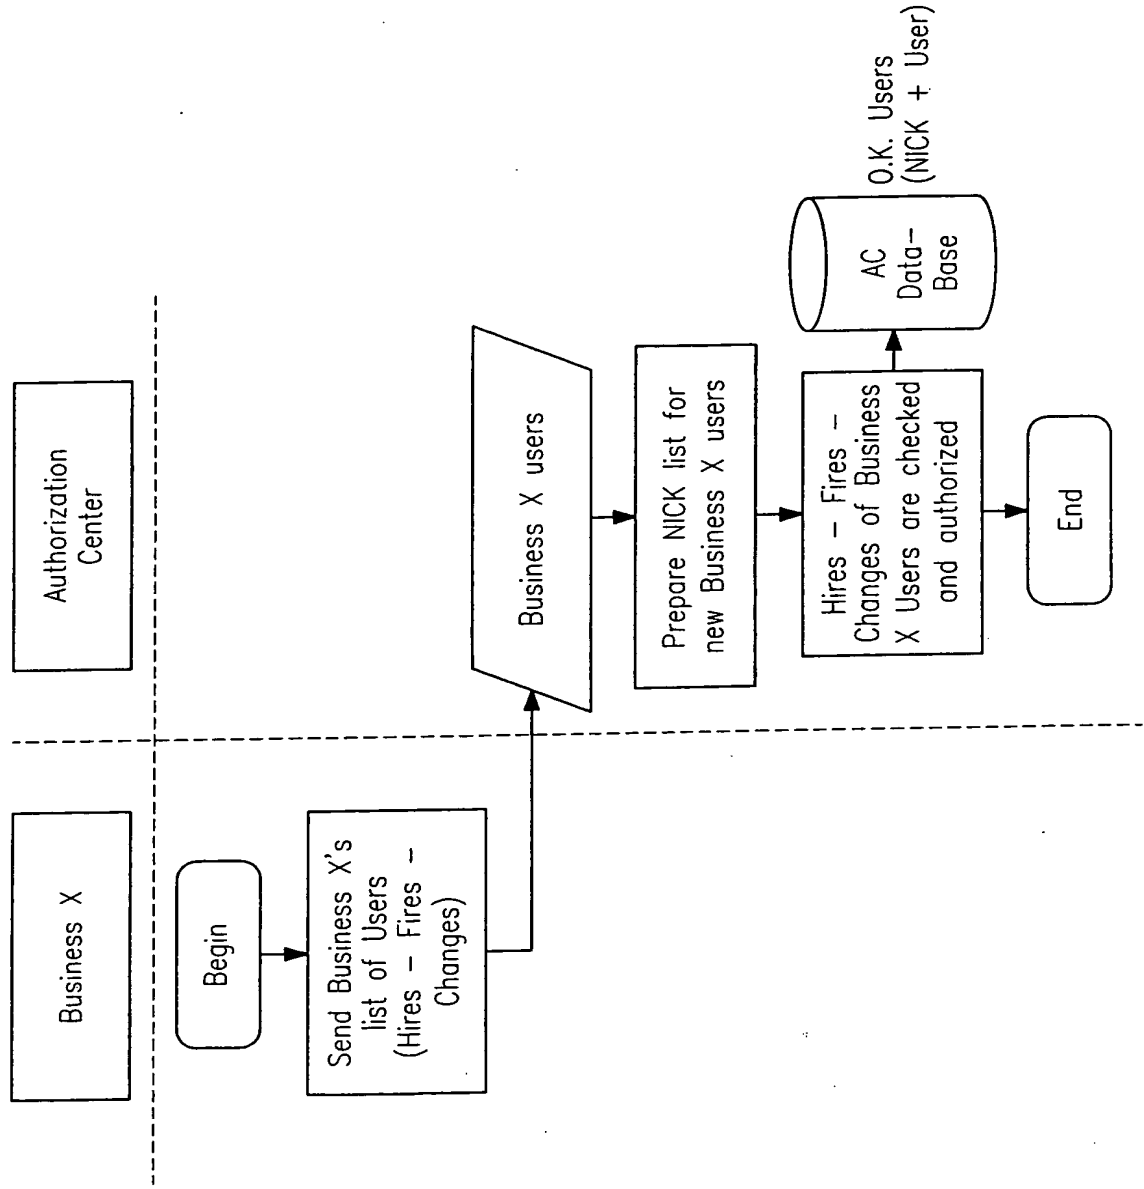 Business X
Authorization
Center
Begin
Send Business X's
list of Users
(Hires – Fires –
Changes)
Business X users
Prepare NICK list for
new Business X users
Hires – Fires –
Changes of Business
X Users are checked
and authorized
AC
Data–
Base
O.K. Users
(NICK + User)
End